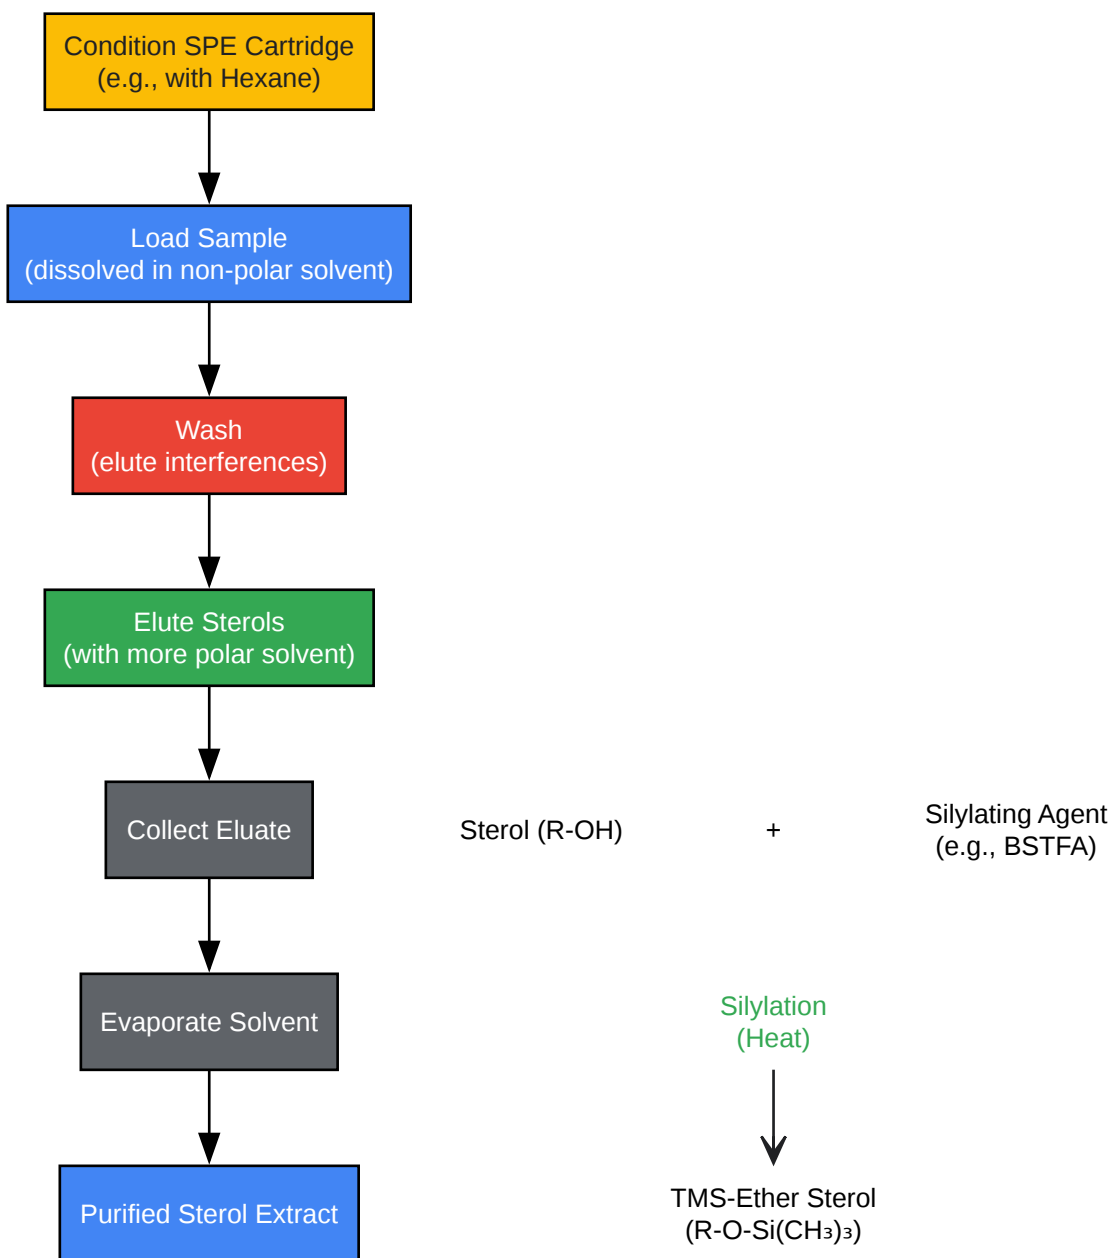 Condition SPE Cartridge
(e.g., with Hexane)
Load Sample
(dissolved in non-polar solvent)
Wash
(elute interferences)
Elute Sterols
(with more polar solvent)
Collect Eluate
Evaporate Solvent
Purified Sterol Extract
Sterol (R-OH)
+
Silylating Agent
(e.g., BSTFA)
Silylation
(Heat)
TMS-Ether Sterol
(R-O-Si(CH₃)₃)